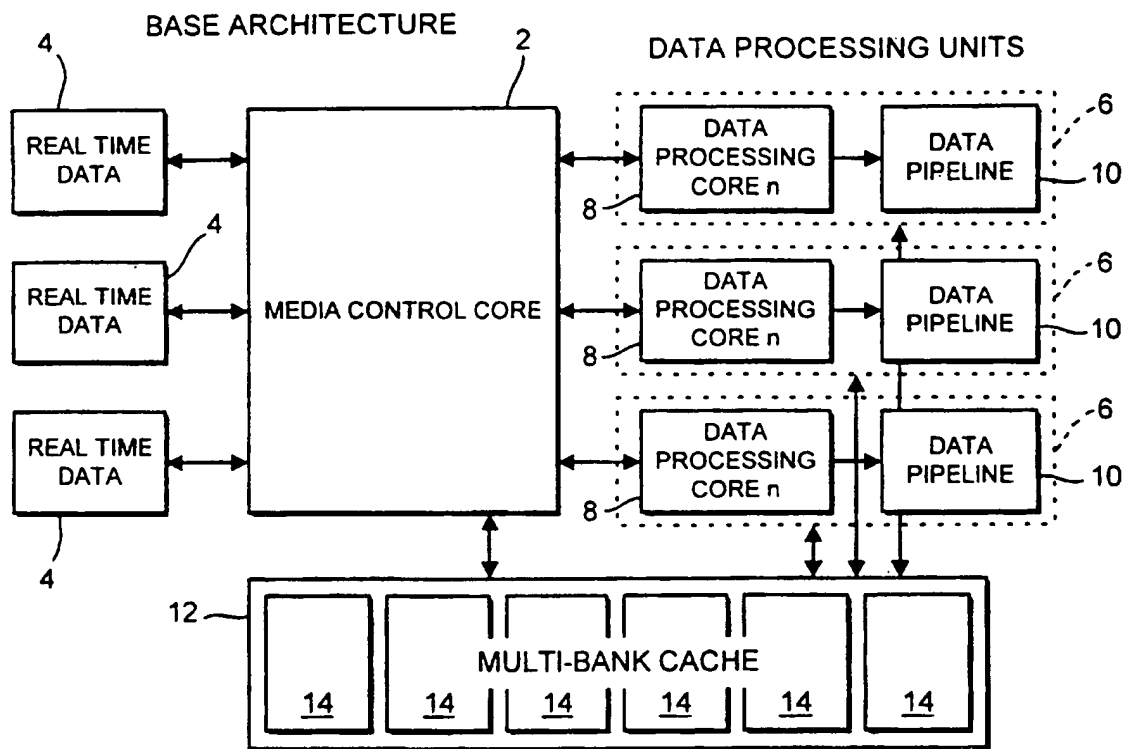 BASE ARCHITECTURE
DATA PROCESSING UNITS
4
2
REAL TIME
DATA
DATA
PROCESSING
CORE n
DATA
PIPELINE
6
8
10
4
REAL TIME
DATA
MEDIA CONTROL CORE
DATA
PROCESSING
CORE n
DATA
PIPELINE
6
8
10
REAL TIME
DATA
4
DATA
PROCESSING
CORE n
DATA
PIPELINE
6
8
10
12
MULTI-BANK CACHE
14
14
14
14
14
14